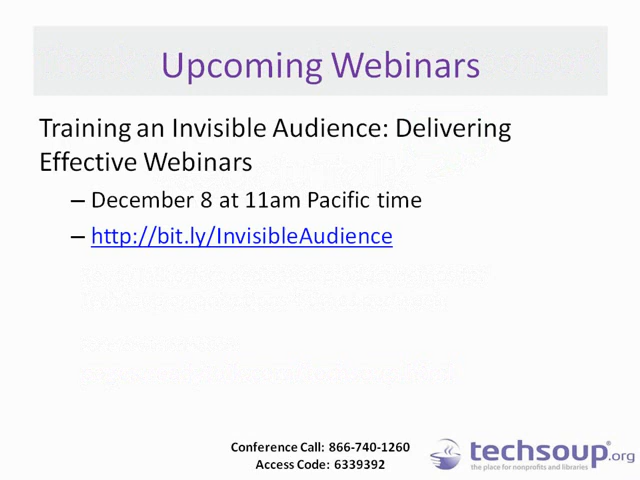 Upcoming Webinars
Training an Invisible Audience: Delivering
Effective Webinars
– December 8 at 11am Pacific time
– http://bit.ly/InvisibleAudience
Conference Call: 866-740-1260
Access Code: 6339392
techsoup.org
the place for nonprofits and libraries